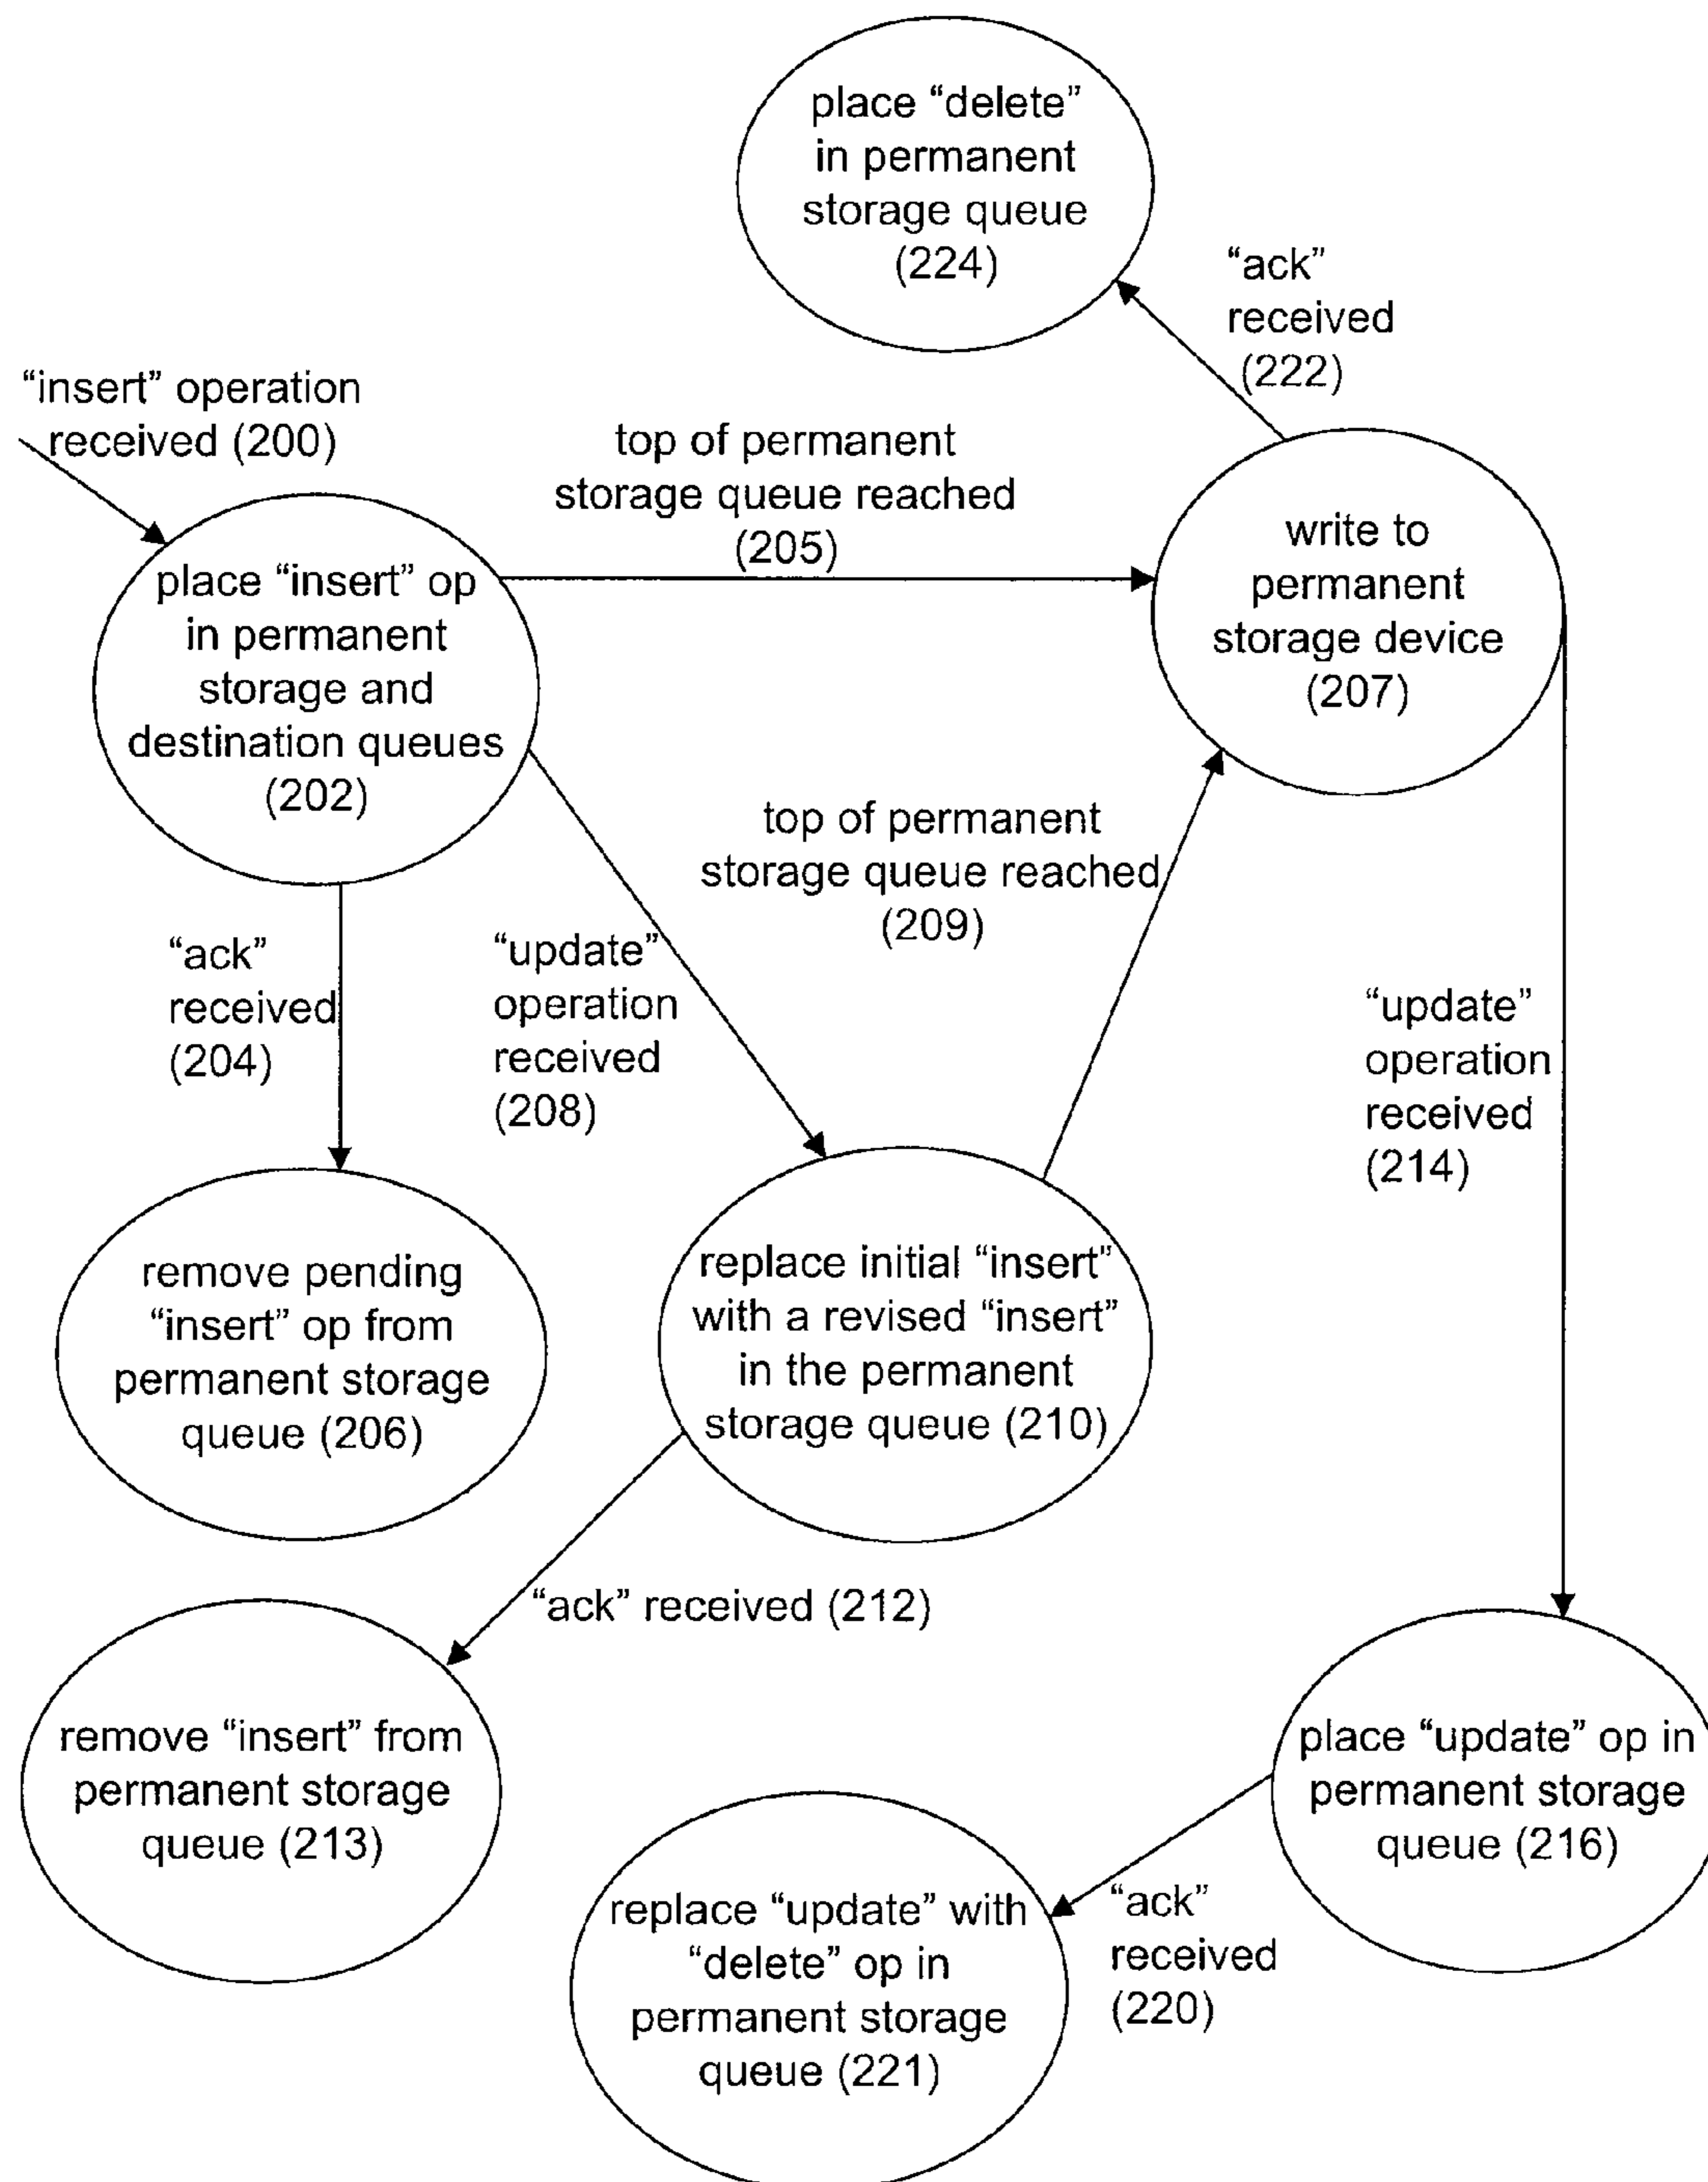 place “delete”
in permanent
storage queue
(224)
“ack”
received
(222)
“insert” operation
received (200)
top of permanent
storage queue reached
(205)
place “insert” op
in permanent
storage and
destination queues
(202)
write to
permanent
storage device
(207)
top of permanent
storage queue reached
(209)
“ack”
received
(204)
“update”
operation
received
(208)
“update”
operation
received
(214)
remove pending
“insert” op from
permanent storage
queue (206)
replace initial “insert”
with a revised “insert”
in the permanent
storage queue (210)
“ack” received (212)
remove “insert” from
permanent storage
queue (213)
place “update” op in
permanent storage
queue (216)
“ack”
received
(220)
replace “update” with
“delete” op in
permanent storage
queue (221)